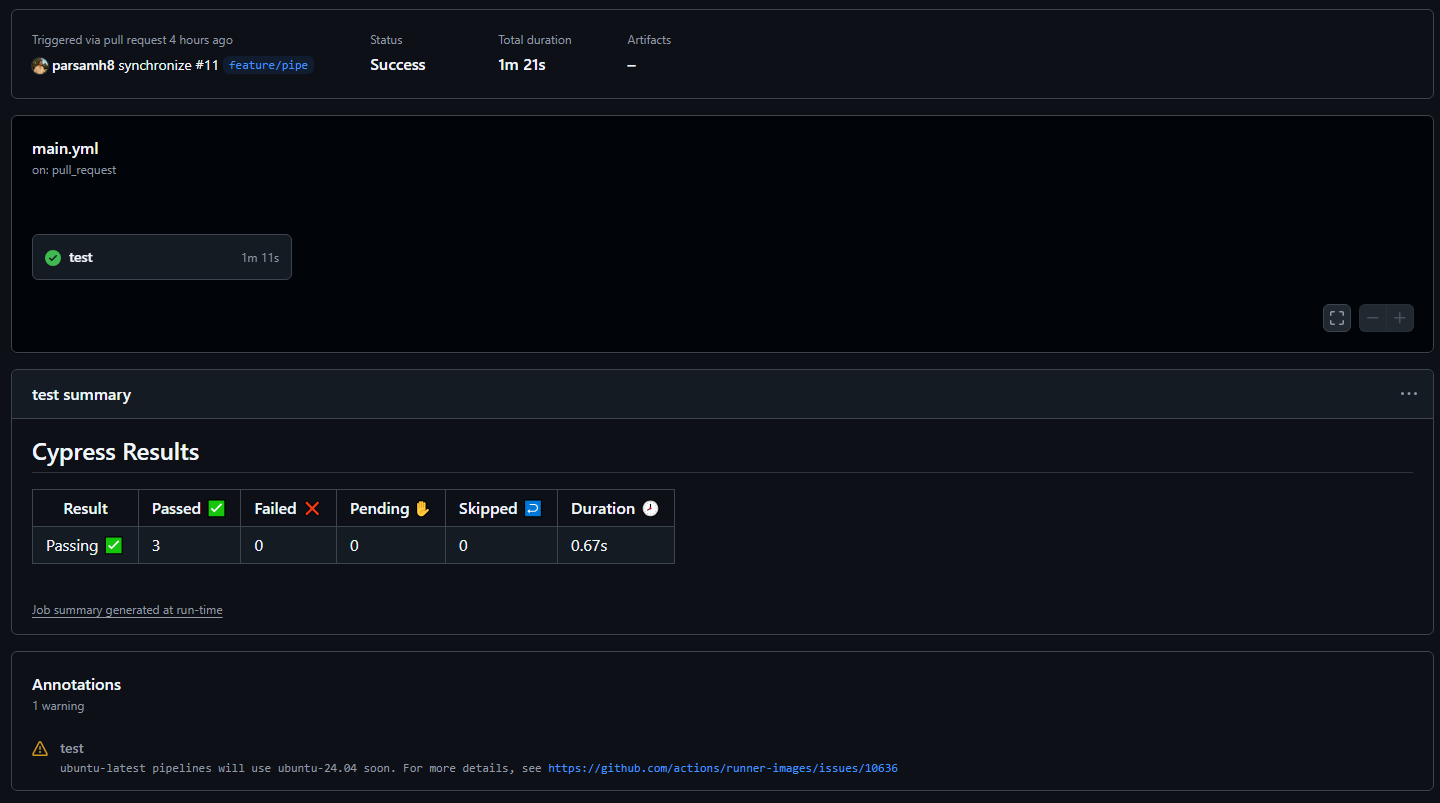 Triggered via pull request 4 hours ago
Status
Total duration
Artifacts
parsamh8 synchronize #11 feature/pipe
Success
1m 21s
–
main.yml
on: pull_request
test
1m 11s
test summary
Cypress Results
Result Passed ✅ Failed ❌ Pending ✋ Skipped ↩️ Duration 🕗
Passing ✅ 3 0 0 0 0.67s
Job summary generated at run-time
Annotations
1 warning
test
ubuntu-latest pipelines will use ubuntu-24.04 soon. For more details, see https://github.com/actions/runner-images/issues/10636